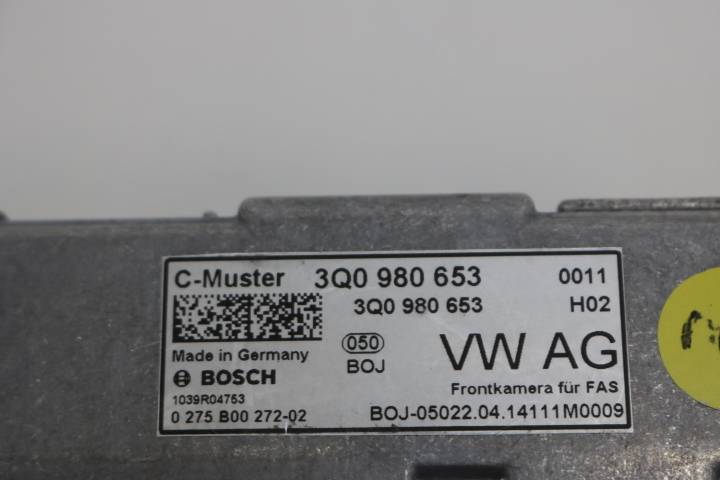 C-Muster 3Q0 980 653 0011
3Q0 980 653 H02
Made in Germany 050 VW AG
BOSCH BOJ
1039R04753 Frontkamera für FAS
0 275 B00 272-02 BOJ-05022.04.14111M0009